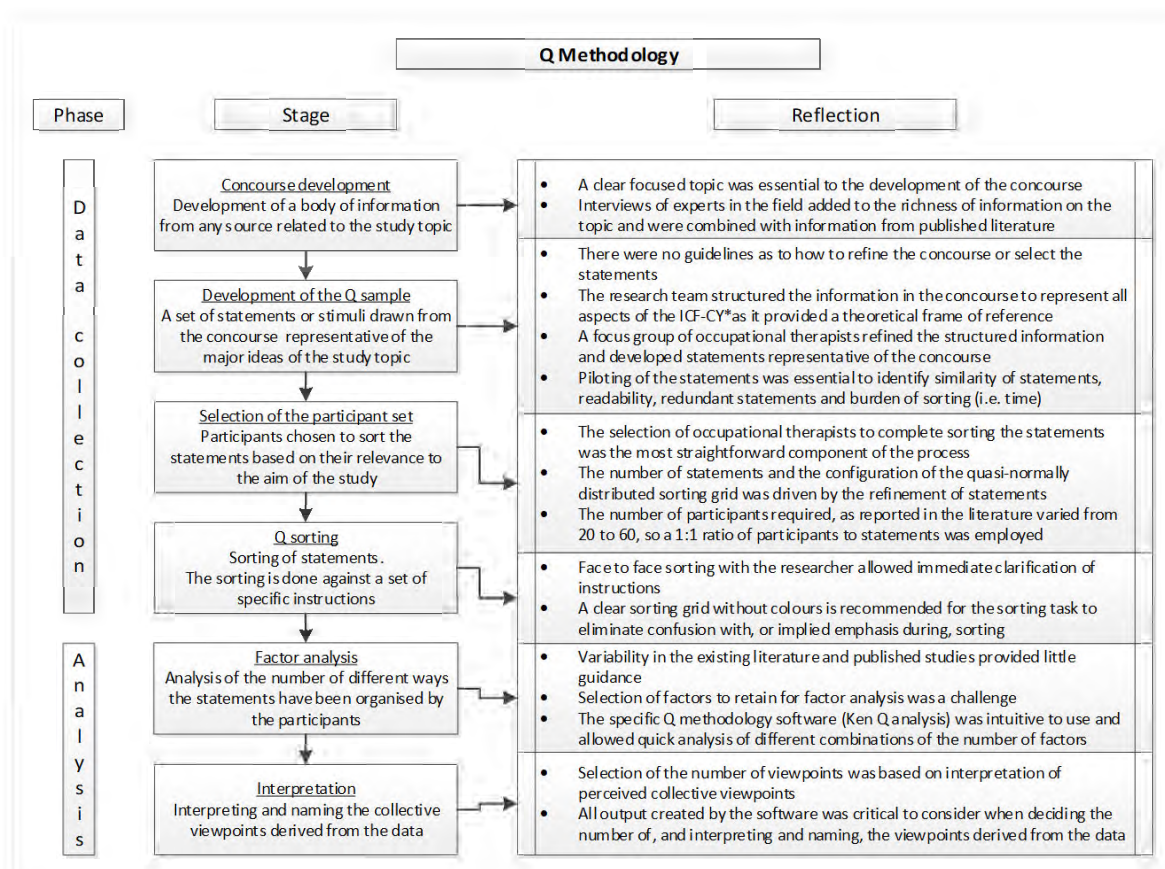 Q Methodology
Phase
Stage
Reflection
Data collection
Concourse development
Development of a body of information
from any source related to the study topic
• A clear focused topic was essential to the development of the concourse
• Interviews of experts in the field added to the richness of information on the
topic and were combined with information from published literature
Development of the Q sample
A set of statements or stimuli drawn from
the concourse representative of the
major ideas of the study topic
• There were no guidelines as to how to refine the concourse or select the
statements
• The research team structured the information in the concourse to represent all
aspects of the ICF-CY*as it provided a theoretical frame of reference
• A focus group of occupational therapists refined the structured information
and developed statements representative of the concourse
• Piloting of the statements was essential to identify similarity of statements,
readability, redundant statements and burden of sorting (i.e. time)
Selection of the participant set
Participants chosen to sort the
statements based on their relevance to
the aim of the study
• The selection of occupational therapists to complete sorting the statements
was the most straightforward component of the process
• The number of statements and the configuration of the quasi-normally
distributed sorting grid was driven by the refinement of statements
• The number of participants required, as reported in the literature varied from
20 to 60, so a 1:1 ratio of participants to statements was employed
Q sorting
Sorting of statements.
The sorting is done against a set of
specific instructions
• Face to face sorting with the researcher allowed immediate clarification of
instructions
• A clear sorting grid without colours is recommended for the sorting task to
eliminate confusion with, or implied emphasis during, sorting
Analysis
Factor analysis
Analysis of the number of different ways
the statements have been organised by
the participants
• Variability in the existing literature and published studies provided little
guidance
• Selection of factors to retain for factor analysis was a challenge
• The specific Q methodology software (Ken Q analysis) was intuitive to use and
allowed quick analysis of different combinations of the number of factors
Interpretation
Interpreting and naming the collective
viewpoints derived from the data
• Selection of the number of viewpoints was based on interpretation of
perceived collective viewpoints
• All output created by the software was critical to consider when deciding the
number of, and interpreting and naming, the viewpoints derived from the data